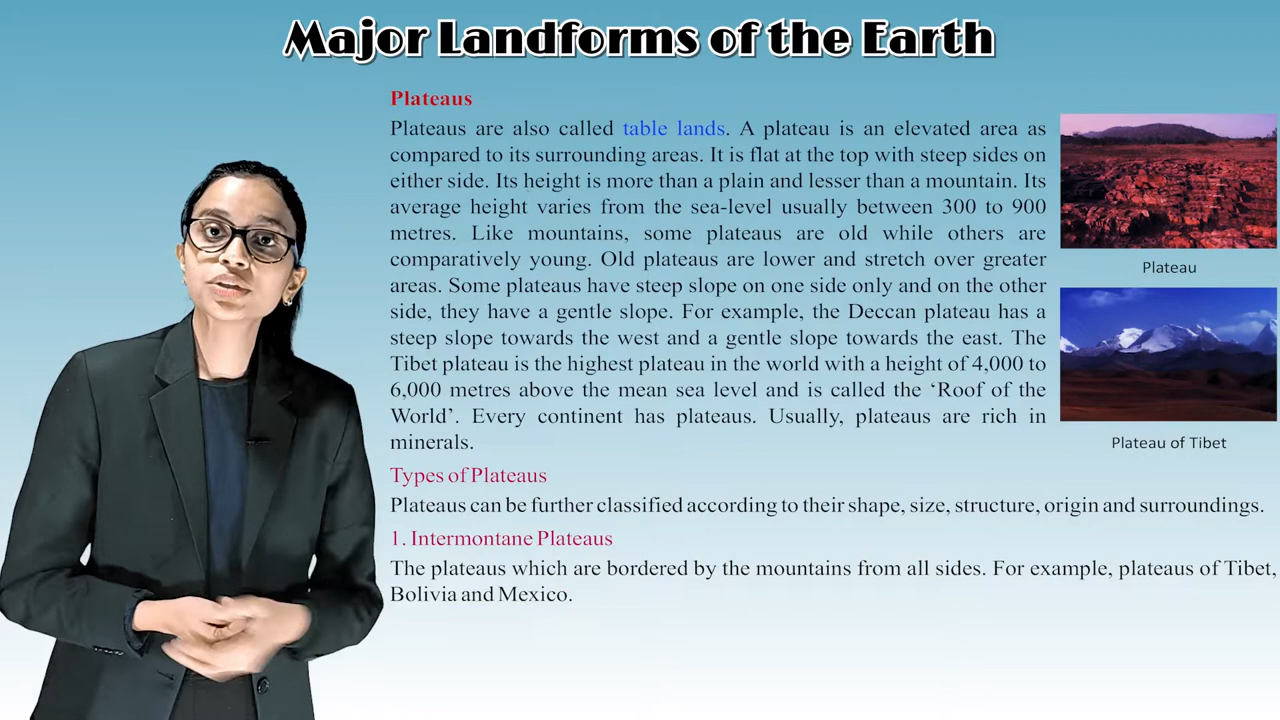 Major Landforms of the Earth
Plateaus
Plateaus are also called table lands. A plateau is an elevated area as
compared to its surrounding areas. It is flat at the top with steep sides on
either side. Its height is more than a plain and lesser than a mountain. Its
average height varies from the sea-level usually between 300 to 900
metres. Like mountains, some plateaus are old while others are
comparatively young. Old plateaus are lower and stretch over greater
areas. Some plateaus have steep slope on one side only and on the other
side, they have a gentle slope. For example, the Deccan plateau has a
steep slope towards the west and a gentle slope towards the east. The
Tibet plateau is the highest plateau in the world with a height of 4,000 to
6,000 metres above the mean sea level and is called the ‘Roof of the
World’. Every continent has plateaus. Usually, plateaus are rich in
minerals.
Plateau
Plateau of Tibet
Types of Plateaus
Plateaus can be further classified according to their shape, size, structure, origin and surroundings.
1. Intermontane Plateaus
The plateaus which are bordered by the mountains from all sides. For example, plateaus of Tibet,
Bolivia and Mexico.